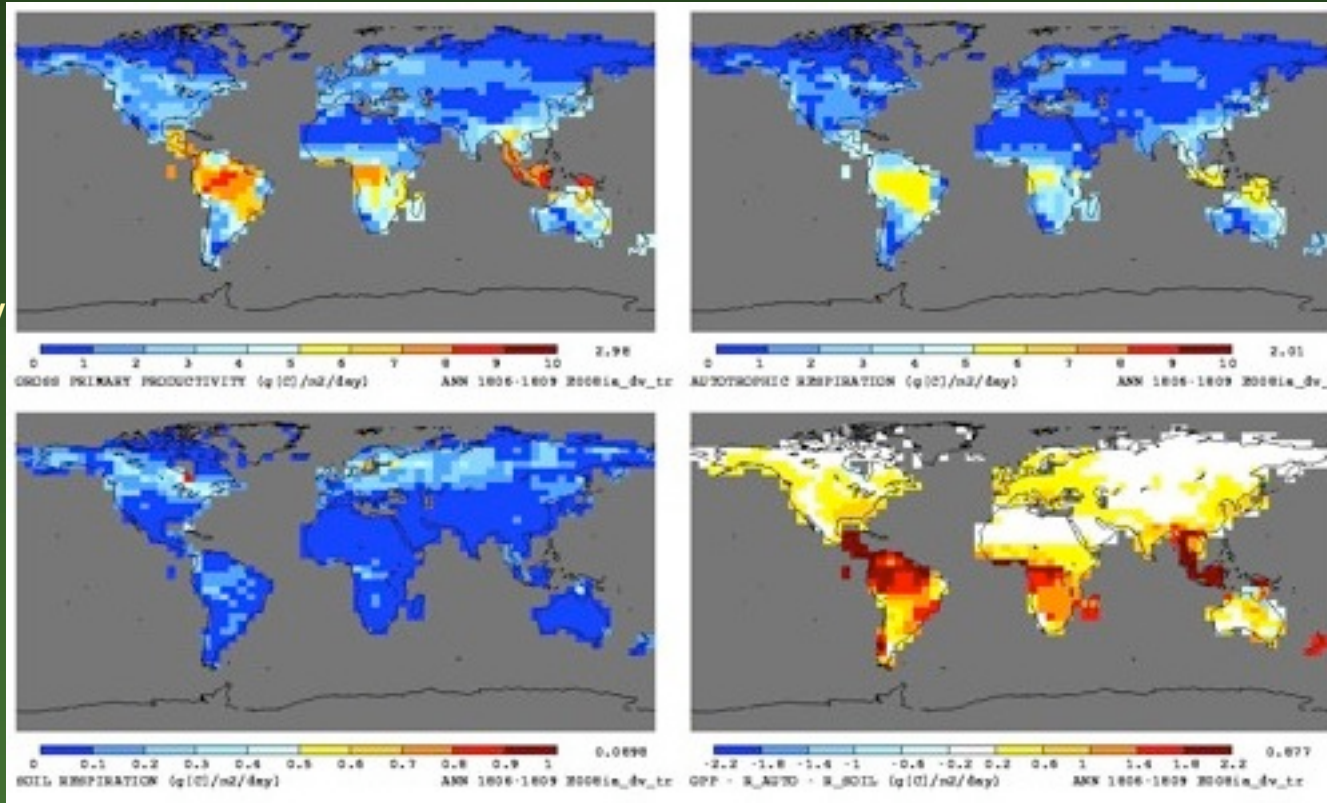 0 1 2 3 4 5 6 7 8 9 10 2.98
GROSS PRIMARY PRODUCTIVITY (g[C]/m2/day) ANN 1806-1809 E008ia_dv_tr
0 1 2 3 4 5 6 7 8 9 10 2.01
AUTOTROPHIC RESPIRATION (g[C]/m2/day) ANN 1806-1809 E008ia_dv_
0 0.1 0.2 0.3 0.4 0.5 0.6 0.7 0.8 0.9 1 0.0898
SOIL RESPIRATION (g[C]/m2/day) ANN 1806-1809 E008ia_dv_tr
-2.2 -1.8 -1.4 -1 -0.6 -0.2 0.2 0.6 1 1.4 1.8 2.2 0.877
GPP - R_AUTO - R_SOIL (g[C]/m2/day) ANN 1806-1809 E008ia_dv_tr